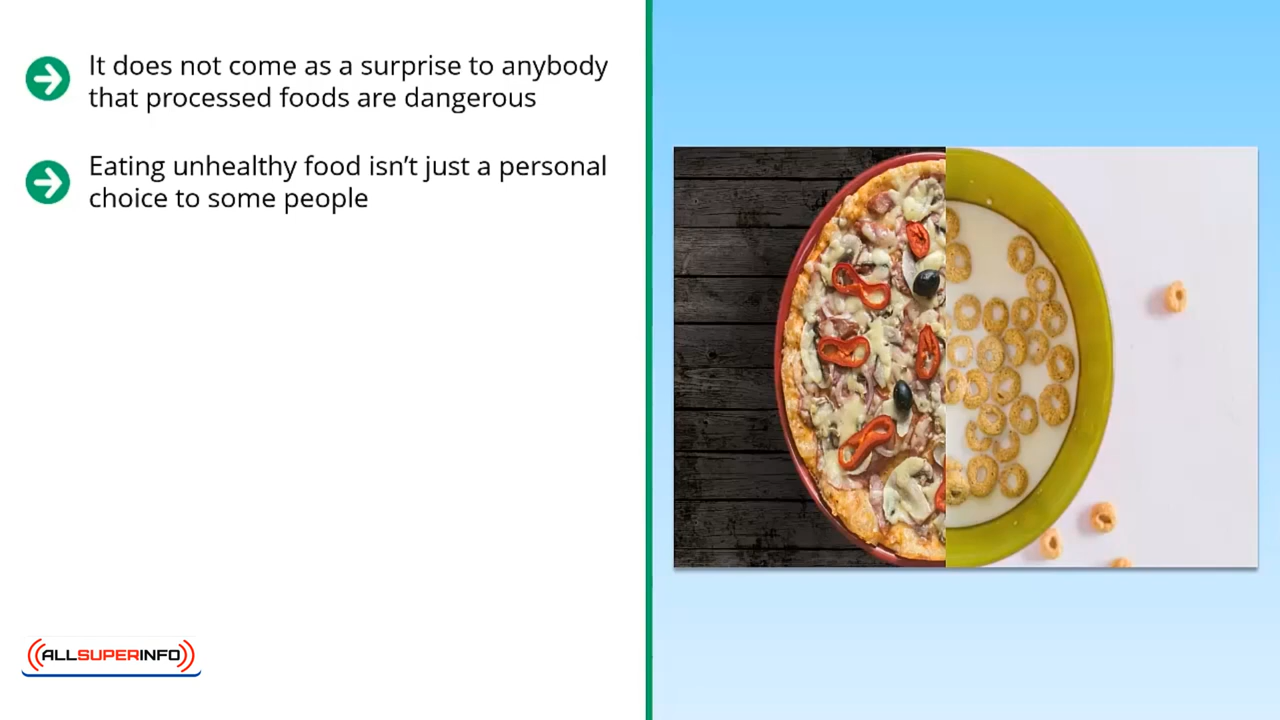 It does not come as a surprise to anybody
that processed foods are dangerous
Eating unhealthy food isn’t just a personal
choice to some people
ALLSUPERINFO